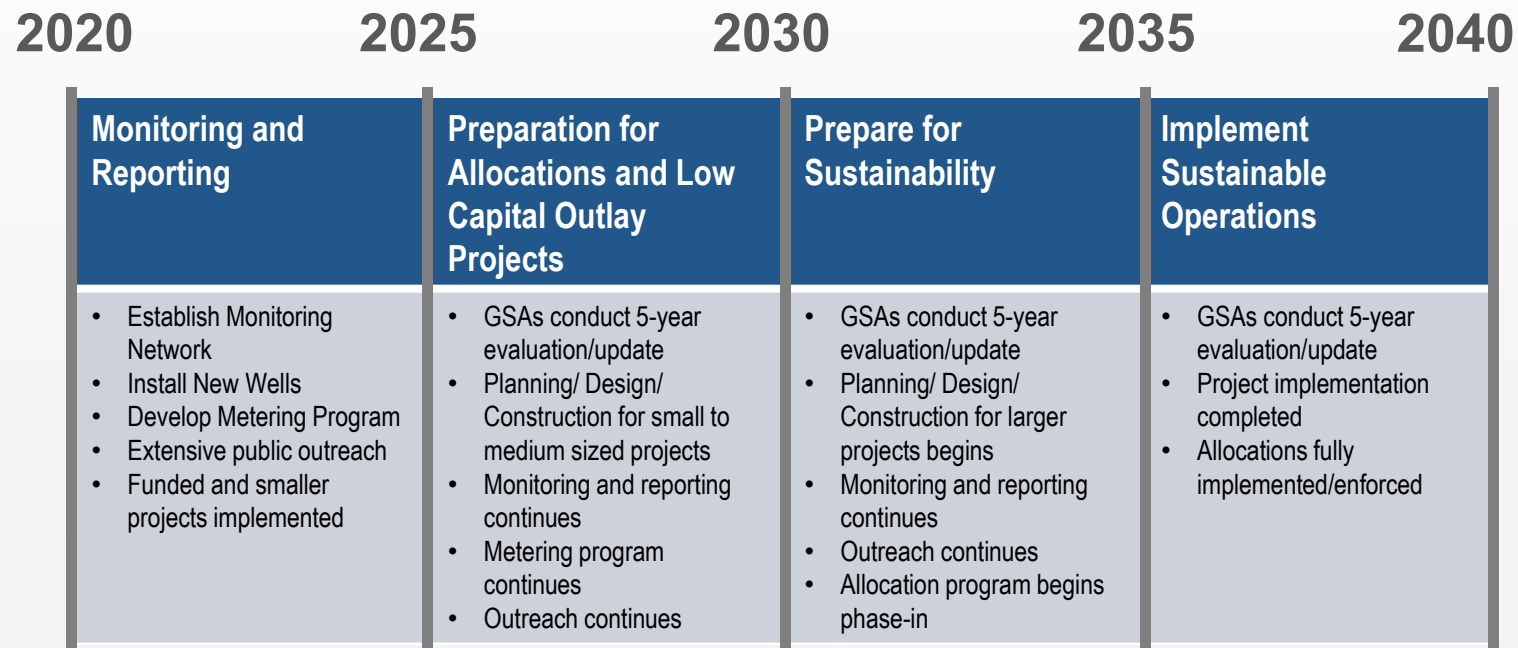 2020 2025 2030 2035 2040
Monitoring and
Reporting
Preparation for
Allocations and Low
Capital Outlay
Projects
Prepare for
Sustainability
Implement
Sustainable
Operations
• Establish Monitoring
Network
• Install New Wells
• Develop Metering Program
• Extensive public outreach
• Funded and smaller
projects implemented
• GSAs conduct 5-year
evaluation/update
• Planning/ Design/
Construction for small to
medium sized projects
• Monitoring and reporting
continues
• Metering program
continues
• Outreach continues
• GSAs conduct 5-year
evaluation/update
• Planning/ Design/
Construction for larger
projects begins
• Monitoring and reporting
continues
• Outreach continues
• Allocation program begins
phase-in
• GSAs conduct 5-year
evaluation/update
• Project implementation
completed
• Allocations fully
implemented/enforced